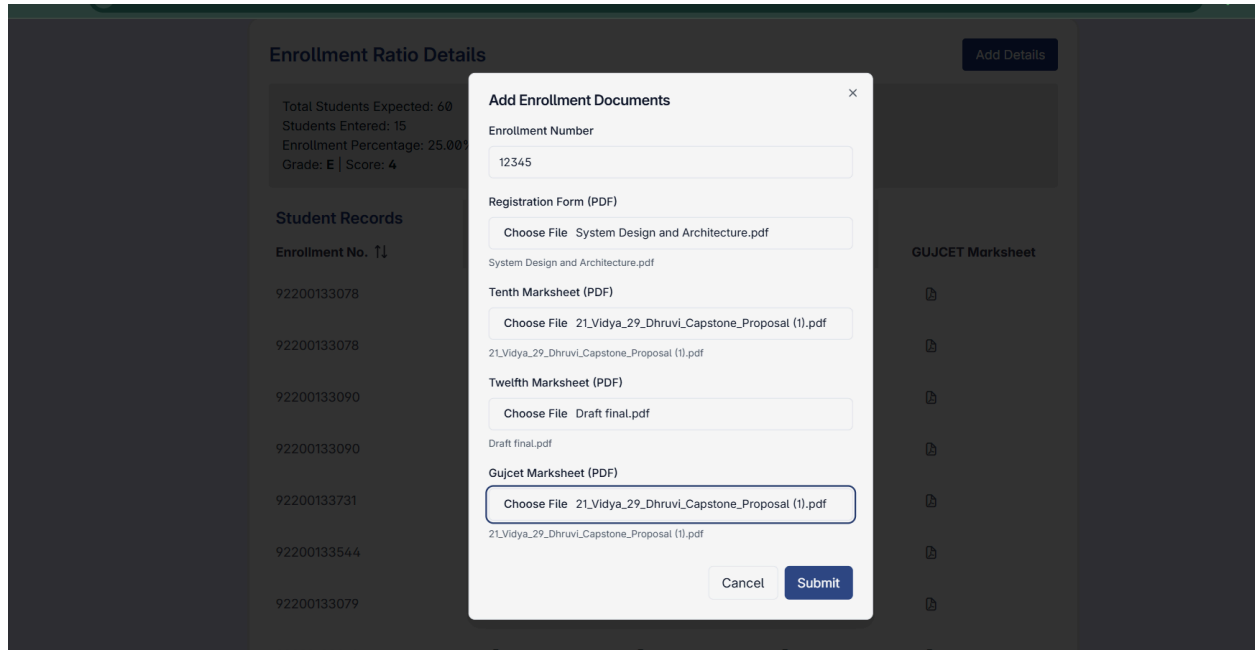 Enrollment Ratio Details
Add Details
Total Students Expected: 60
Students Entered: 15
Enrollment Percentage: 25.00%
Grade: E | Score: 4
Student Records
Enrollment No. ↑↓
GUJCET Marksheet
92200133078
92200133078
92200133090
92200133090
92200133731
92200133544
92200133079
Add Enrollment Documents
×
Enrollment Number
12345
Registration Form (PDF)
Choose File System Design and Architecture.pdf
System Design and Architecture.pdf
Tenth Marksheet (PDF)
Choose File 21_Vidya_29_Dhruvi_Capstone_Proposal (1).pdf
21_Vidya_29_Dhruvi_Capstone_Proposal (1).pdf
Twelfth Marksheet (PDF)
Choose File Draft final.pdf
Draft final.pdf
Gujcet Marksheet (PDF)
Choose File 21_Vidya_29_Dhruvi_Capstone_Proposal (1).pdf
21_Vidya_29_Dhruvi_Capstone_Proposal (1).pdf
Cancel
Submit